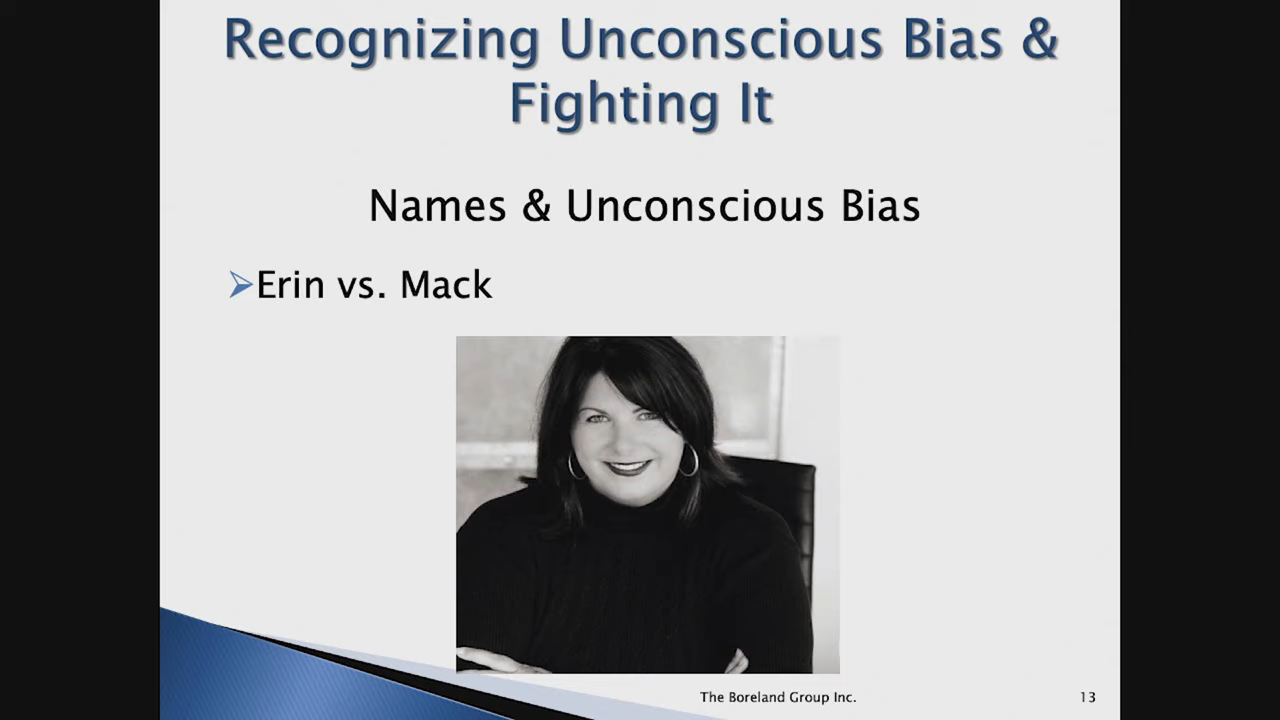 Recognizing Unconscious Bias &
Fighting It
Names & Unconscious Bias
Erin vs. Mack
The Boreland Group Inc.
13